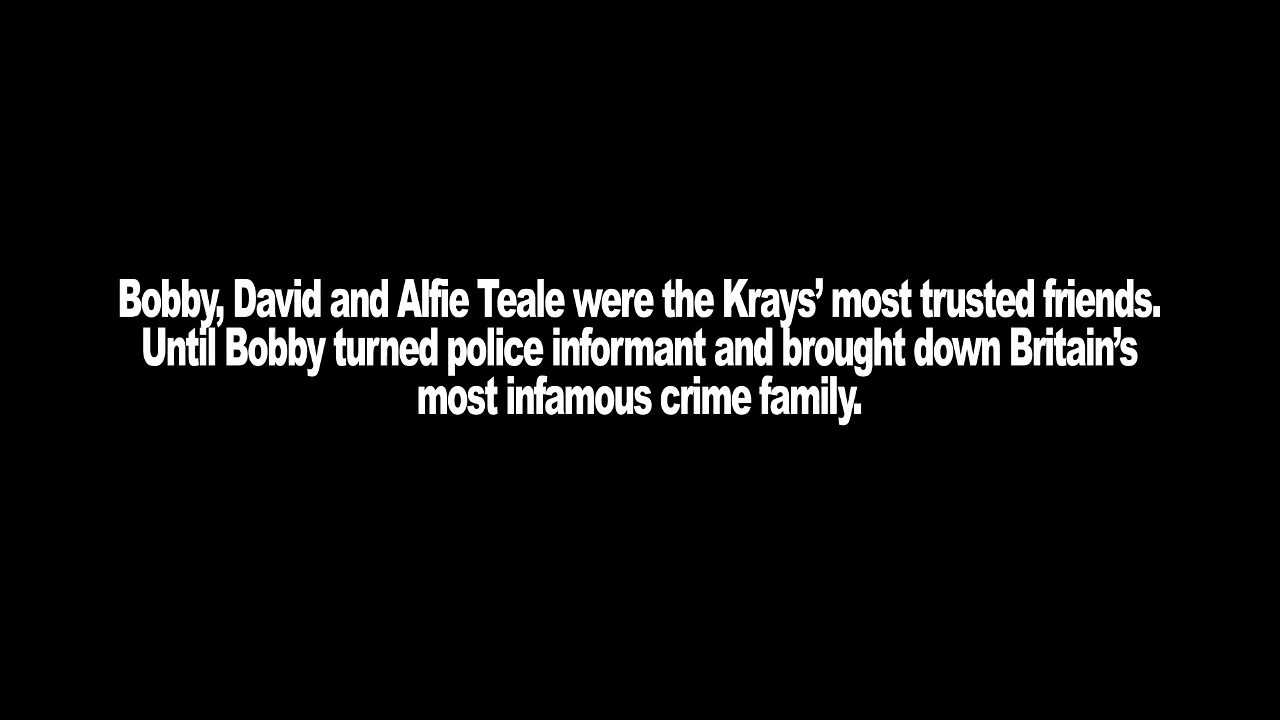 Bobby, David and Alfie Teale were the Krays’ most trusted friends.
Until Bobby turned police informant and brought down Britain’s
most infamous crime family.